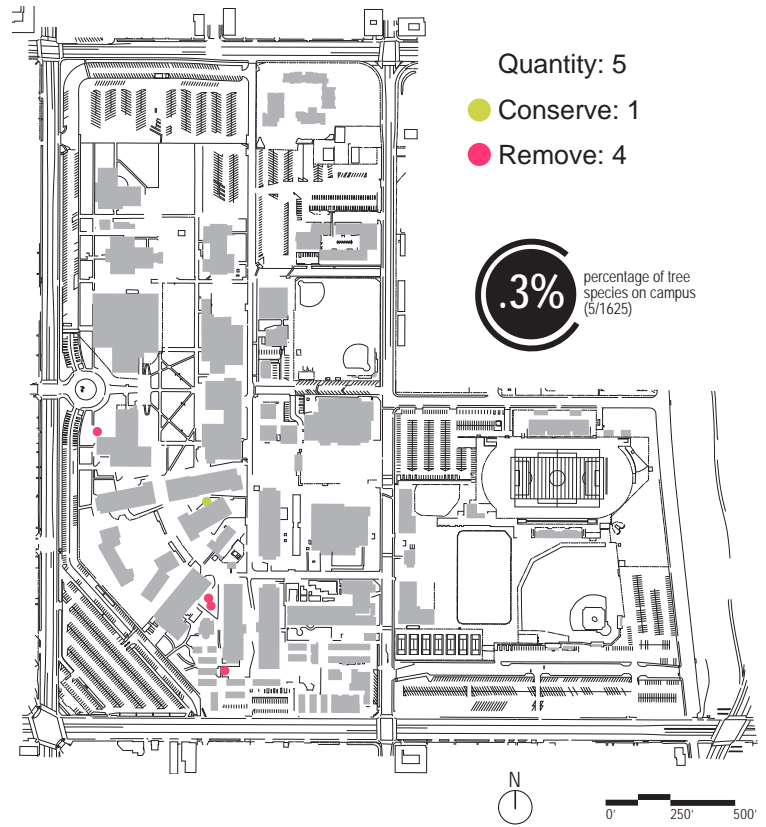 Quantity: 5
Conserve: 1
Remove: 4
.3%
percentage of tree
species on campus
(5/1625)
N
0' 250' 500'